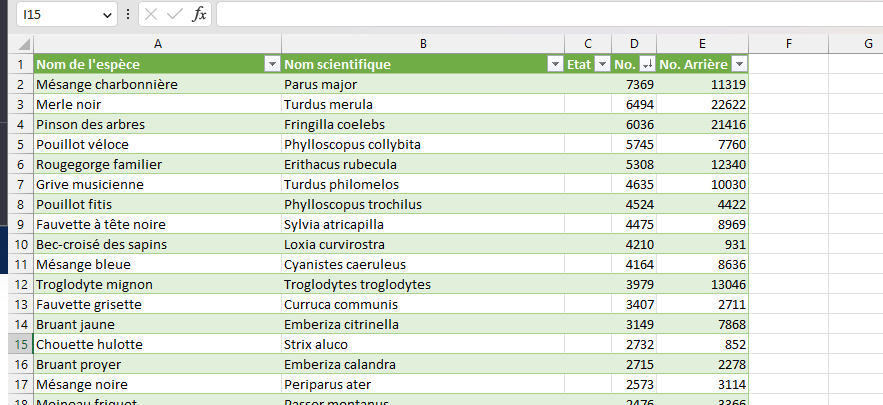 I15 fx
A B C D E F G
1 Nom de l'espèce Nom scientifique Etat No. No. Arrière
2 Mésange charbonnière Parus major 7369 11319
3 Merle noir Turdus merula 6494 22622
4 Pinson des arbres Fringilla coelebs 6036 21416
5 Pouillot véloce Phylloscopus collybita 5745 7760
6 Rougegorge familier Erithacus rubecula 5308 12340
7 Grive musicienne Turdus philomelos 4635 10030
8 Pouillot fitis Phylloscopus trochilus 4524 4422
9 Fauvette à tête noire Sylvia atricapilla 4475 8969
10 Bec-croisé des sapins Loxia curvirostra 4210 931
11 Mésange bleue Cyanistes caeruleus 4164 8636
12 Troglodyte mignon Troglodytes troglodytes 3979 13046
13 Fauvette grisette Curruca communis 3407 2711
14 Bruant jaune Emberiza citrinella 3149 7868
15 Chouette hulotte Strix aluco 2732 852
16 Bruant proyer Emberiza calandra 2715 2278
17 Mésange noire Periparus ater 2573 3114
18 Moineau friquet Passer montanus 2476 3366